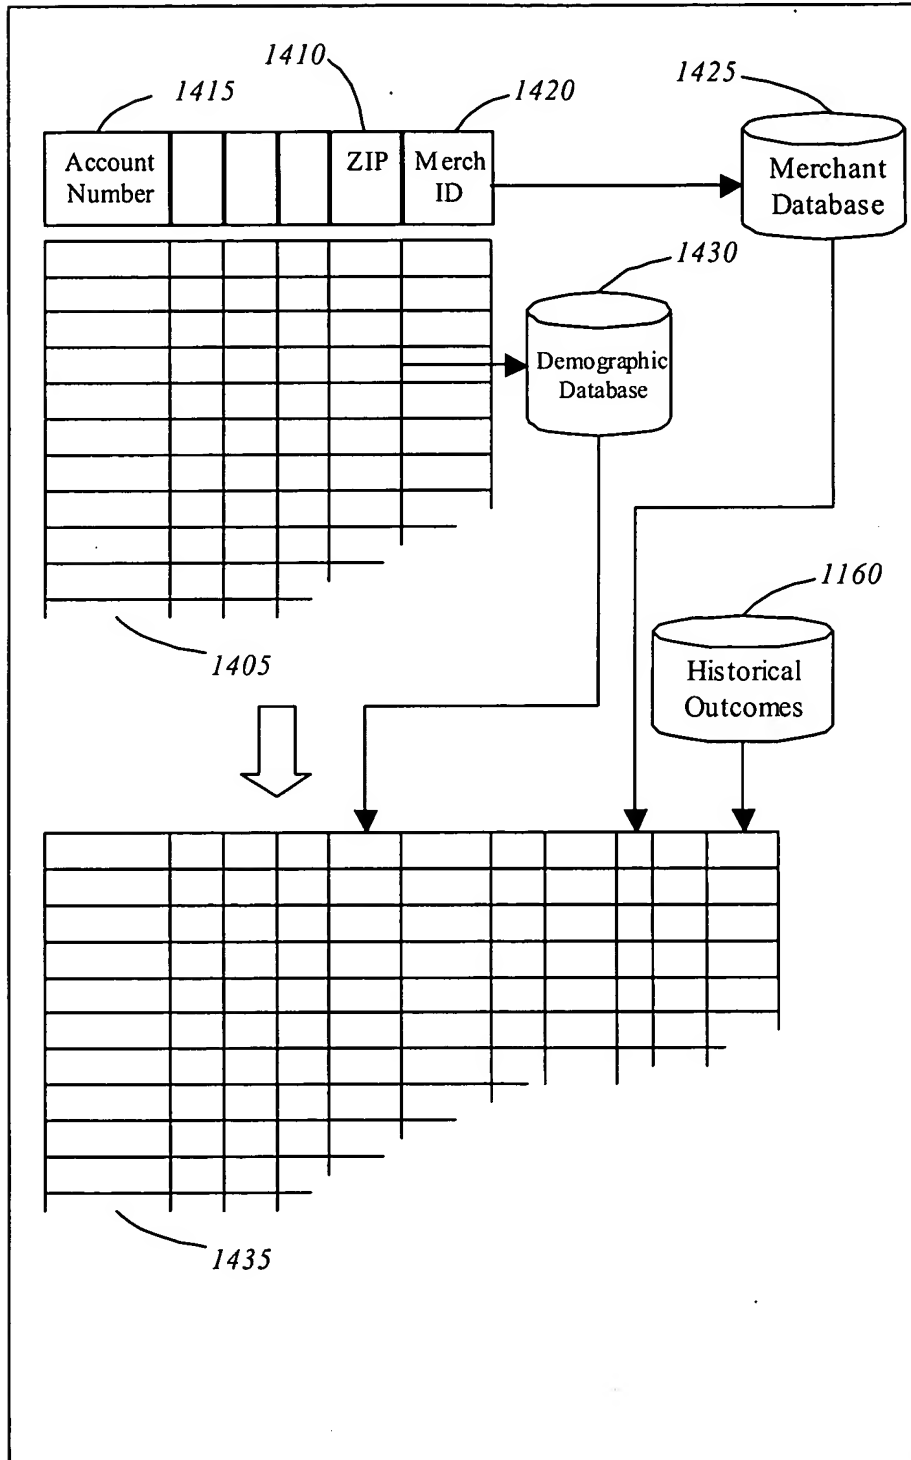 1410
1415
1420
1425
Account
Number
ZIP
Merch
ID
Merchant
Database
1430
Demographic
Database
1160
1405
Historical
Outcomes
1435